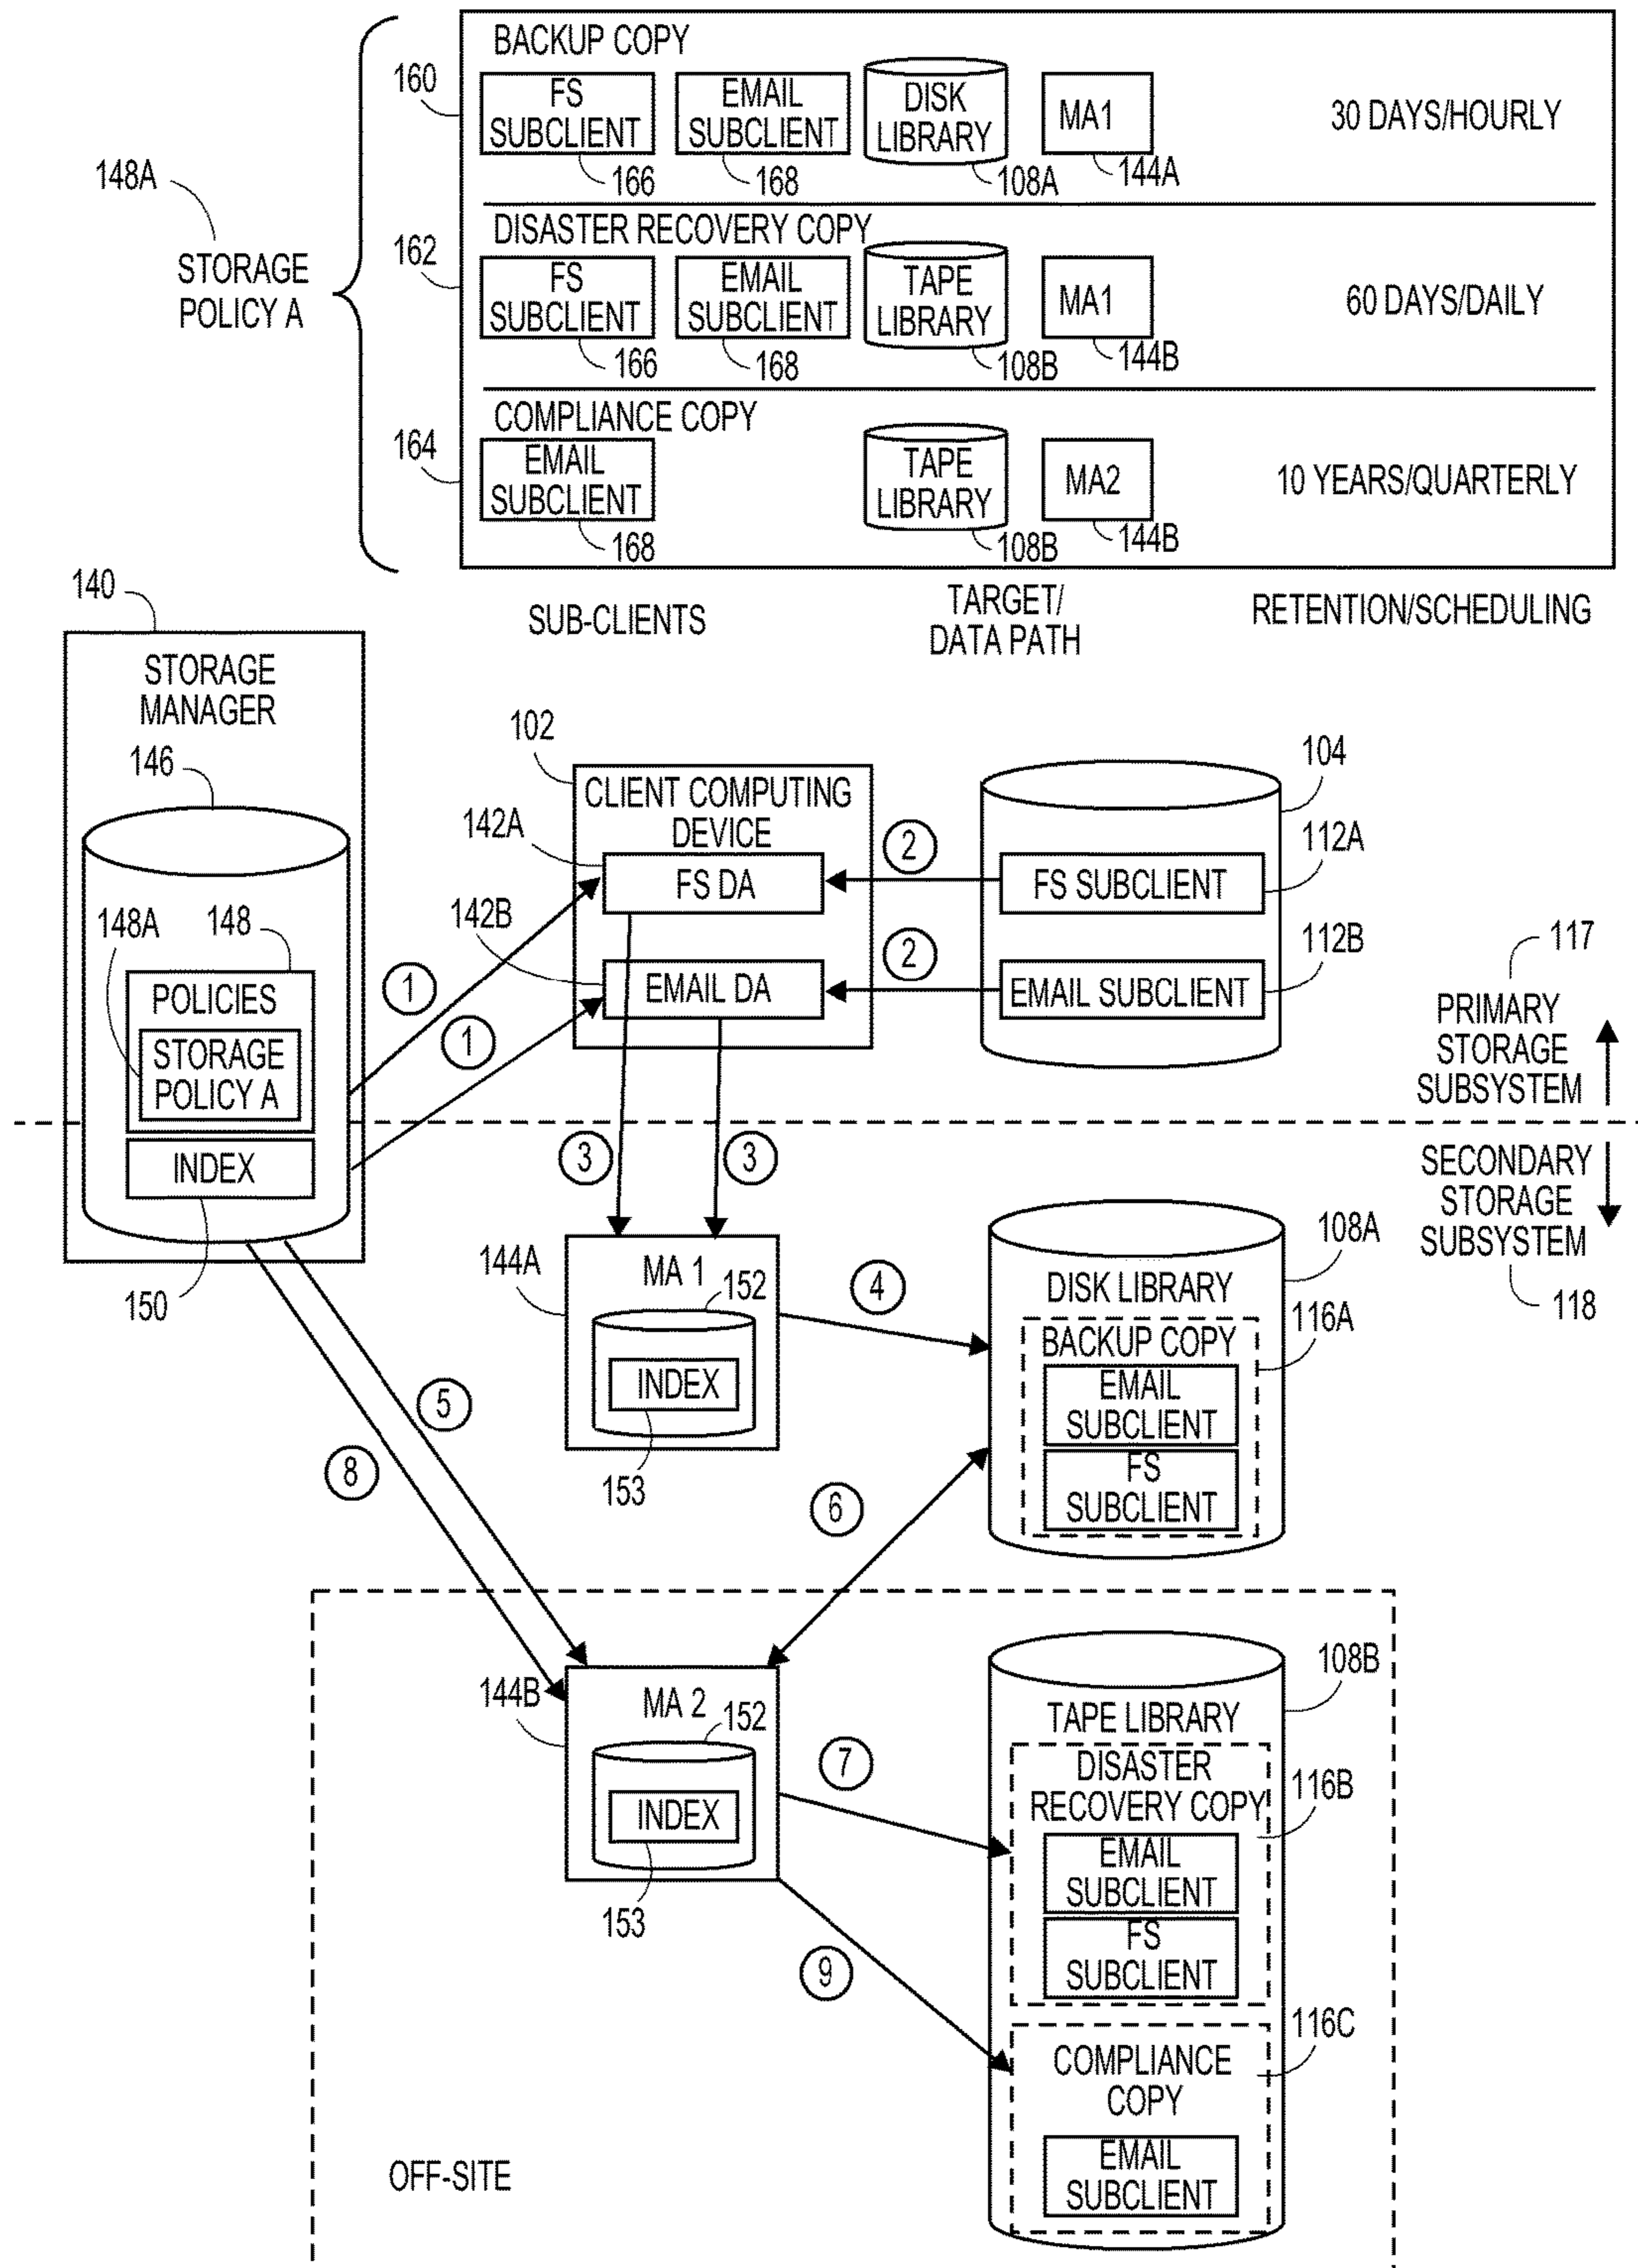 BACKUP COPY
160
FS
SUBCLIENT
166
EMAIL
SUBCLIENT
168
DISK
LIBRARY
108A
MA1
144A
30 DAYS/HOURLY
148A
STORAGE
POLICY A
DISASTER RECOVERY COPY
162
FS
SUBCLIENT
166
EMAIL
SUBCLIENT
168
TAPE
LIBRARY
108B
MA1
144B
60 DAYS/DAILY
COMPLIANCE COPY
164
EMAIL
SUBCLIENT
168
TAPE
LIBRARY
108B
MA2
144B
10 YEARS/QUARTERLY
SUB-CLIENTS
TARGET/
DATA PATH
RETENTION/SCHEDULING
140
STORAGE
MANAGER
146
148A
148
POLICIES
STORAGE
POLICY A
INDEX
150
1
1
102
CLIENT COMPUTING
DEVICE
142A
FS DA
142B
EMAIL DA
2
2
104
FS SUBCLIENT
112A
EMAIL SUBCLIENT
112B
117
PRIMARY
STORAGE
SUBSYSTEM
SECONDARY
STORAGE
SUBSYSTEM
118
3
3
144A
MA 1
152
INDEX
153
4
108A
DISK LIBRARY
BACKUP COPY
116A
EMAIL
SUBCLIENT
FS
SUBCLIENT
5
8
6
144B
MA 2
152
INDEX
153
7
9
108B
TAPE LIBRARY
DISASTER
RECOVERY COPY
116B
EMAIL
SUBCLIENT
FS
SUBCLIENT
116C
COMPLIANCE
COPY
EMAIL
SUBCLIENT
OFF-SITE